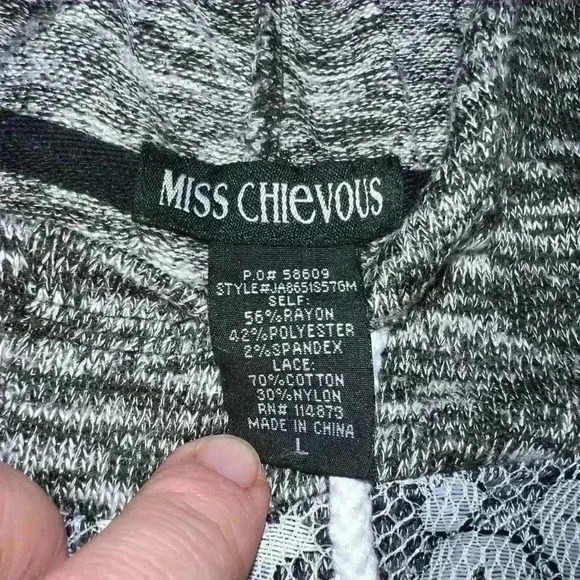 MISS CHIeVOUS
P.O# 58609
STYLE#JA8651S57GM
SELF:
56%RAYON
42%POLYESTER
2%SPANDEX
LACE:
70%COTTON
30%NYLON
RN# 114873
MADE IN CHINA
L